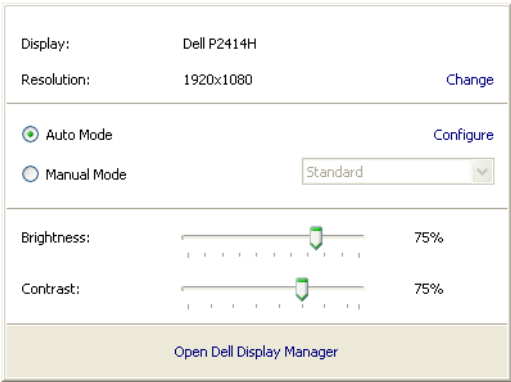 Display: Dell P2414H
Resolution: 1920x1080 Change
Auto Mode Configure
Manual Mode Standard
Brightness: 75%
Contrast: 75%
Open Dell Display Manager